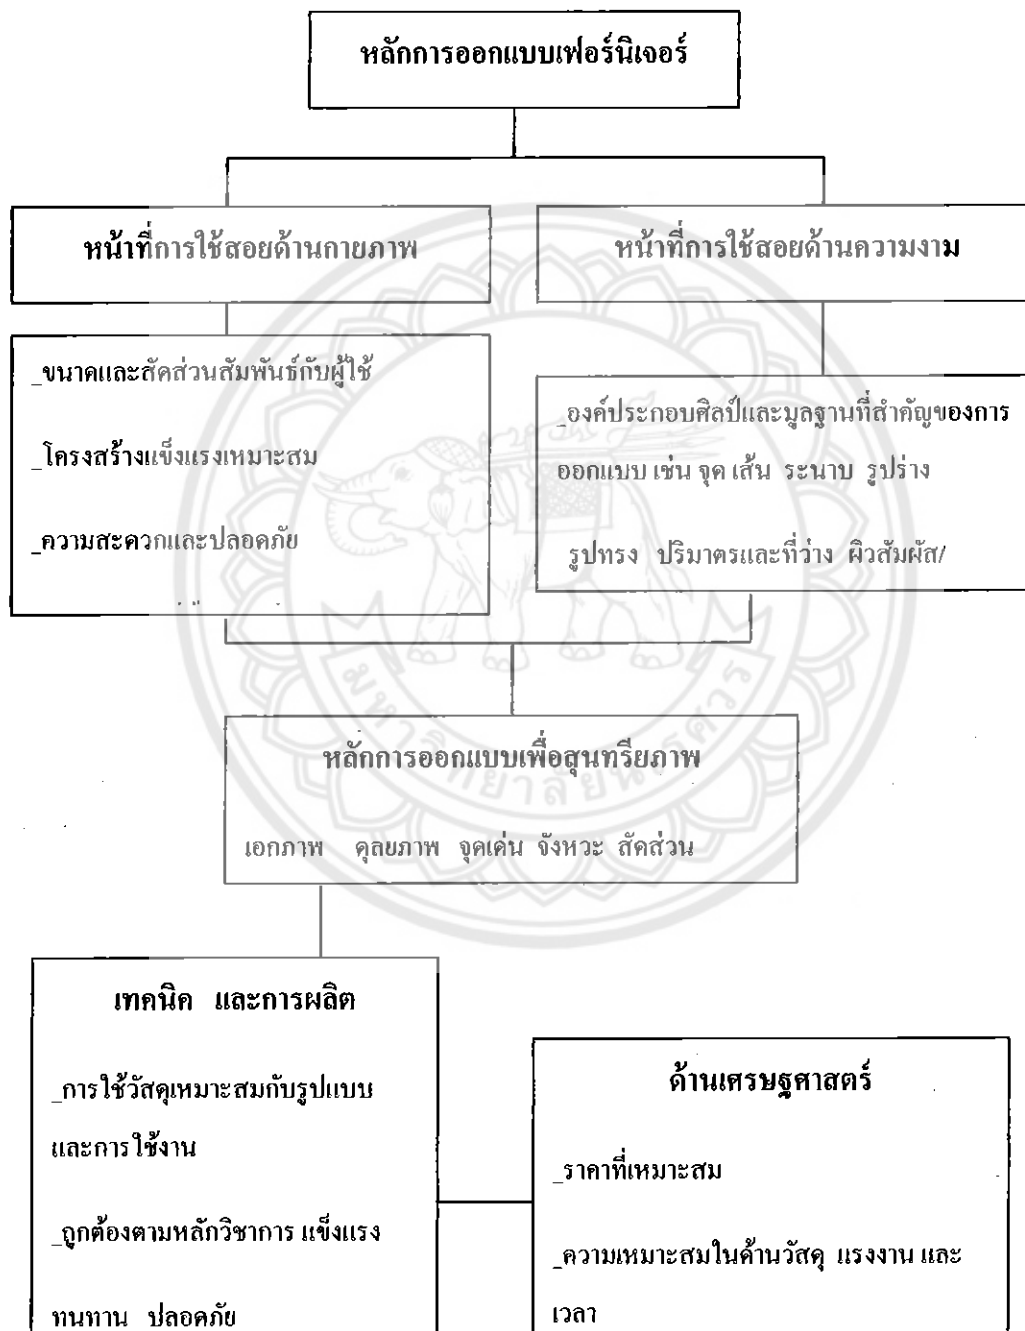 หลักการออกแบบเฟอร์นิเจอร์
หน้าที่การใช้สอยด้านกายภาพ
หน้าที่การใช้สอยด้านความงาม
_ขนาดและสัดส่วนสัมพันธ์กับผู้ใช้
_โครงสร้างแข็งแรงเหมาะสม
_ความสะดวกและปลอดภัย
_องค์ประกอบศิลป์และมูลฐานที่สำคัญของการ
ออกแบบ เช่น จุด เส้น ระนาบ รูปร่าง
รูปทรง ปริมาตรและที่ว่าง ผิวสัมผัส/
หลักการออกแบบเพื่อสุนทรียภาพ
เอกภาพ ดุลยภาพ จุดเด่น จังหวะ สัดส่วน
มหาวิทยาลัยนเรศวร
เทคนิค และการผลิต
_การใช้วัสดุเหมาะสมกับรูปแบบ
และการใช้งาน
_ถูกต้องตามหลักวิชาการ แข็งแรง
ทนทาน ปลอดภัย
ด้านเศรษฐศาสตร์
_ราคาที่เหมาะสม
_ความเหมาะสมในด้านวัสดุ แรงงาน และ
เวลา